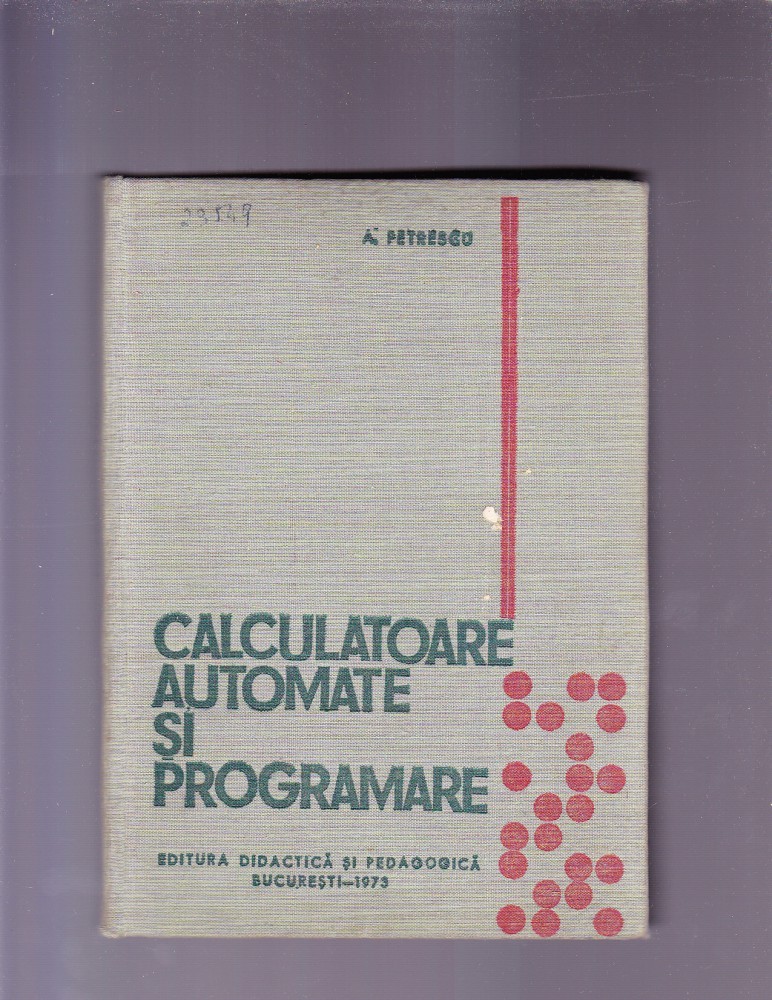 23549
A. PETRESCU
CALCULATOARE
AUTOMATE
ȘI
PROGRAMARE
EDITURA DIDACTICĂ ȘI PEDAGOGICĂ
BUCUREȘTI—1973